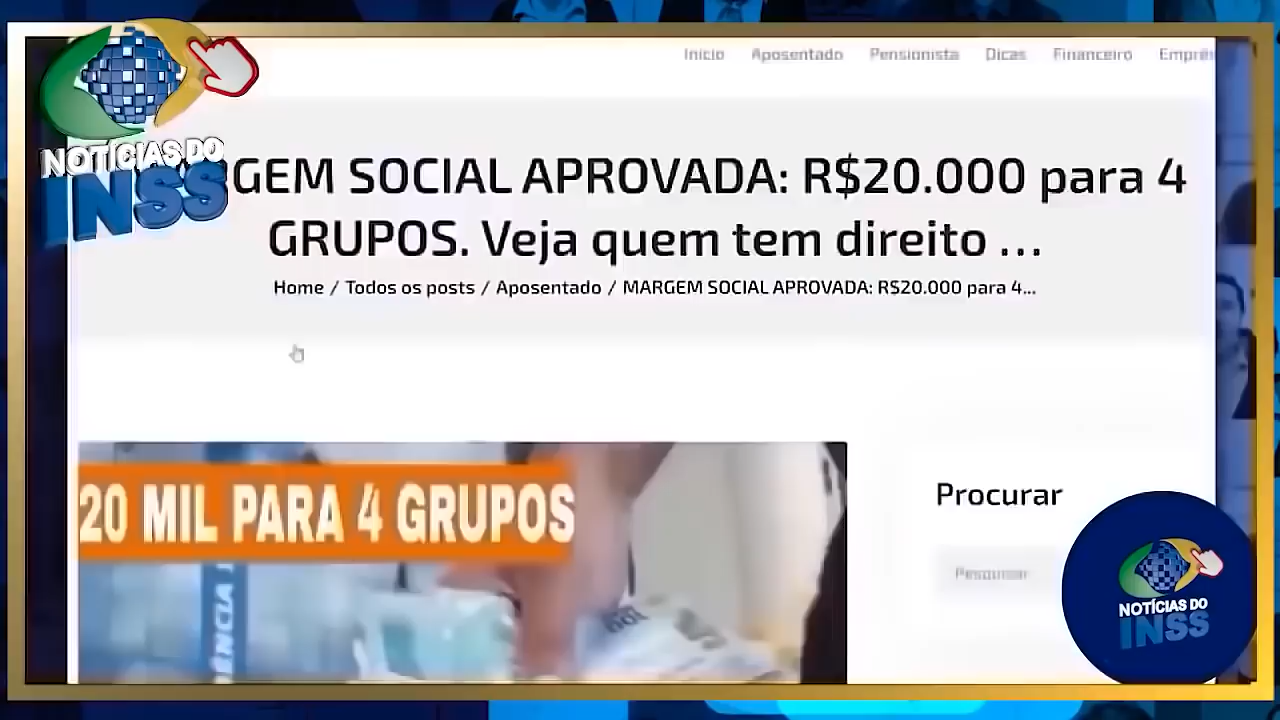 Início Aposentado Pensionista Dicas Financeiro Emprés
NOTÍCIAS DO
INSS
GEM SOCIAL APROVADA: R$20.000 para 4
GRUPOS. Veja quem tem direito ...
Home / Todos os posts / Aposentado / MARGEM SOCIAL APROVADA: R$20.000 para 4...
20 MIL PARA 4 GRUPOS
ÊNCIA
Procurar
Pesquisar
NOTÍCIAS DO
INSS